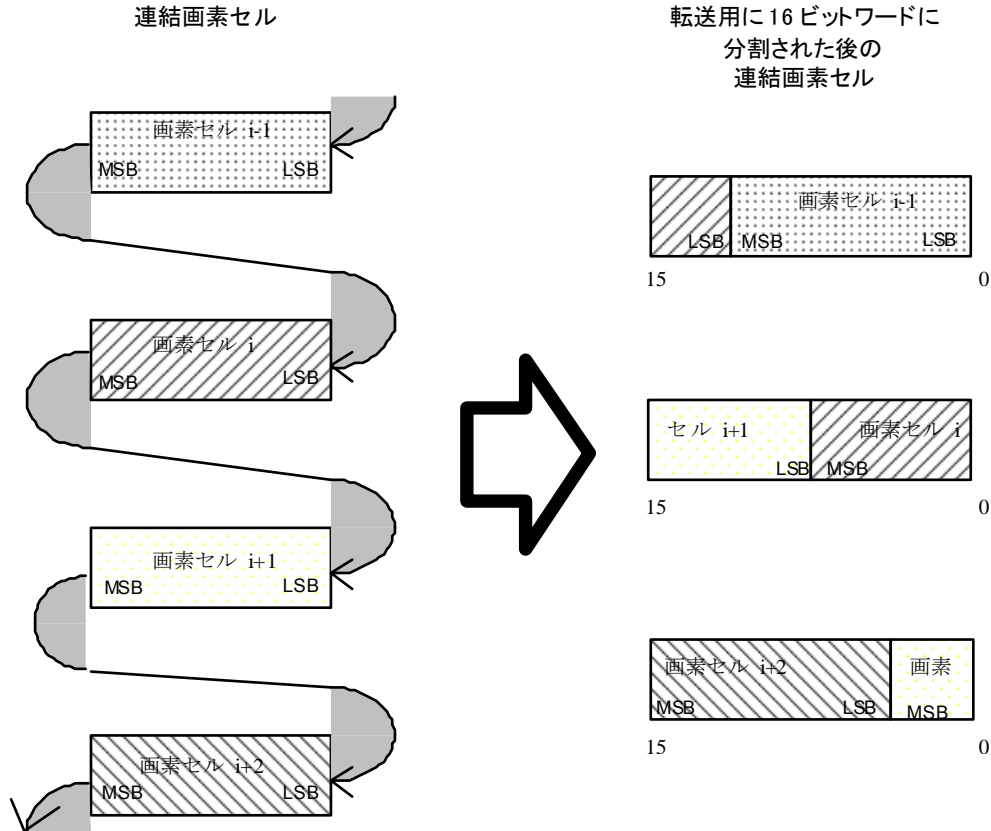 連結画素セル
画素セル i-1
MSB LSB
画素セル i
MSB LSB
画素セル i+1
MSB LSB
画素セル i+2
MSB LSB
転送用に 16 ビットワードに
分割された後の
連結画素セル
画素セル i-1
LSB MSB LSB
15 0
セル i+1 画素セル i
LSB MSB
15 0
画素セル i+2 画素
MSB LSB MSB
15 0